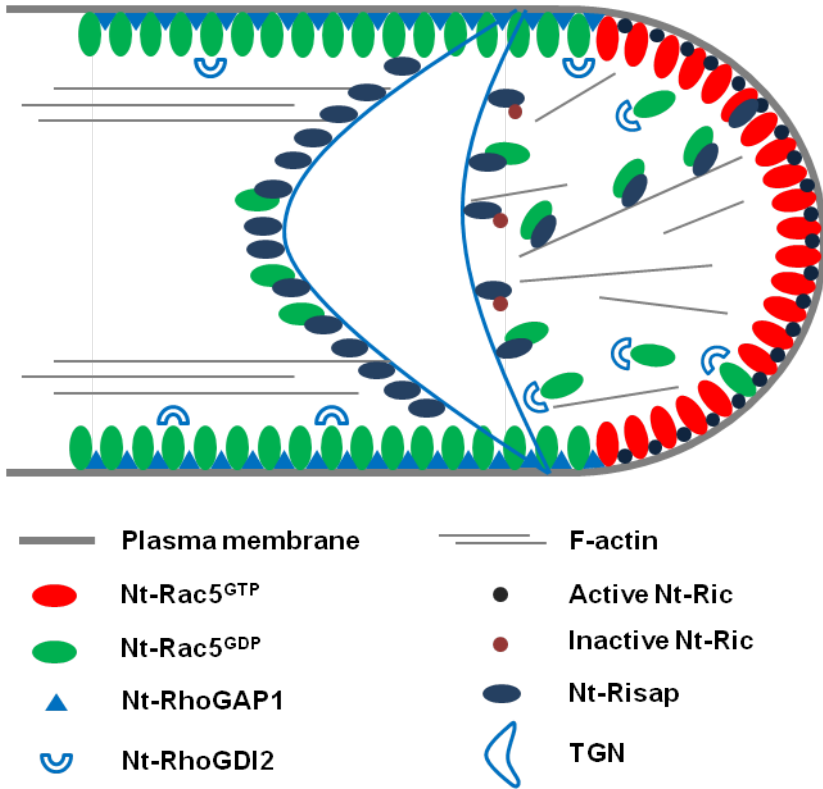 Plasma membrane
F-actin
Nt-Rac5GTP
Active Nt-Ric
Nt-Rac5GDP
Inactive Nt-Ric
Nt-RhoGAP1
Nt-Risap
Nt-RhoGDI2
TGN